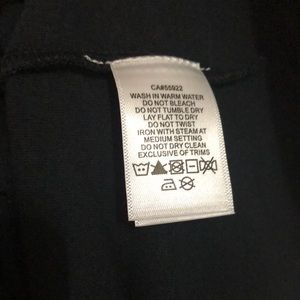 CA#55922
WASH IN WARM WATER
DO NOT BLEACH
DO NOT TUMBLE DRY
LAY FLAT TO DRY
DO NOT TWIST
IRON WITH STEAM AT
MEDIUM SETTING
DO NOT DRY CLEAN
EXCLUSIVE OF TRIMS